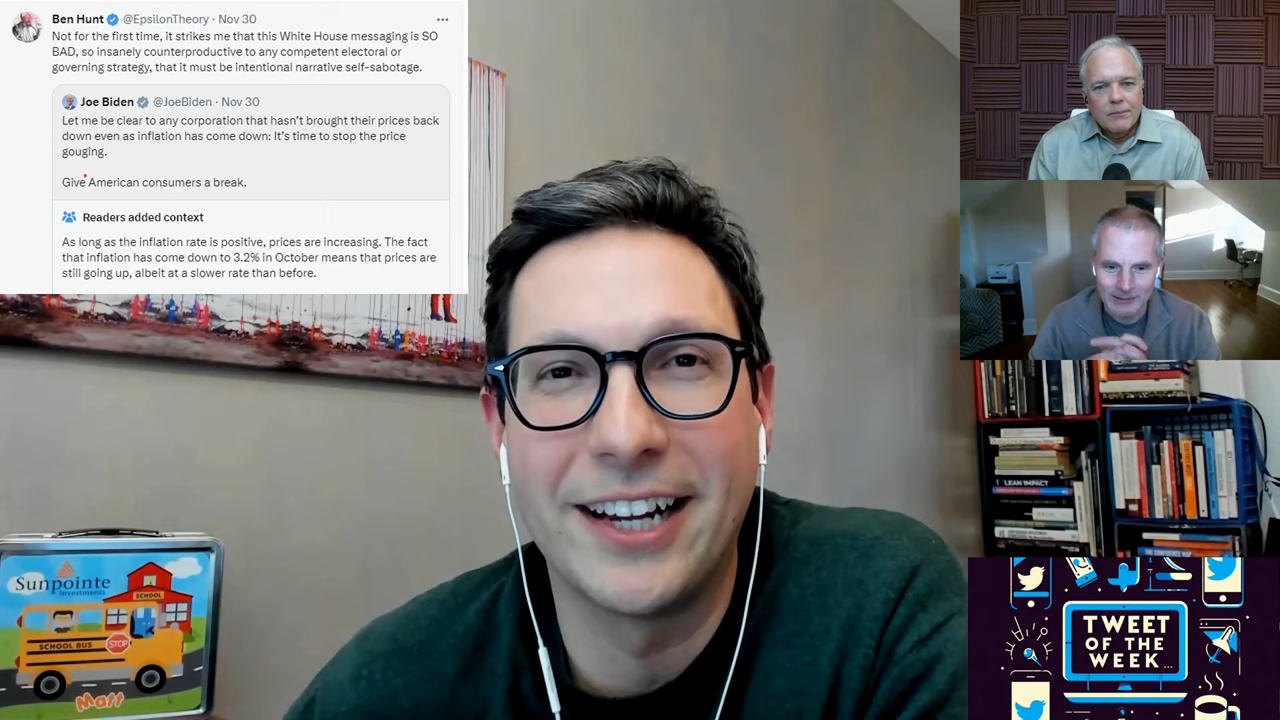 Ben Hunt @EpsilonTheory · Nov 30
Not for the first time, it strikes me that this White House messaging is SO
BAD, so insanely counterproductive to any competent electoral or
governing strategy, that it must be intentional narrative self-sabotage.
Joe Biden @JoeBiden · Nov 30
Let me be clear to any corporation that hasn't brought their prices back
down even as inflation has come down: It's time to stop the price
gouging.
Give American consumers a break.
Readers added context
As long as the inflation rate is positive, prices are increasing. The fact
that inflation has come down to 3.2% in October means that prices are
still going up, albeit at a slower rate than before.
Sunpointe
Investments
SCHOOL
SCHOOL BUS
STOP
Matt
LEAN IMPACT
THE CONFIDENCE MAP
TWEET
OF THE
WEEK...